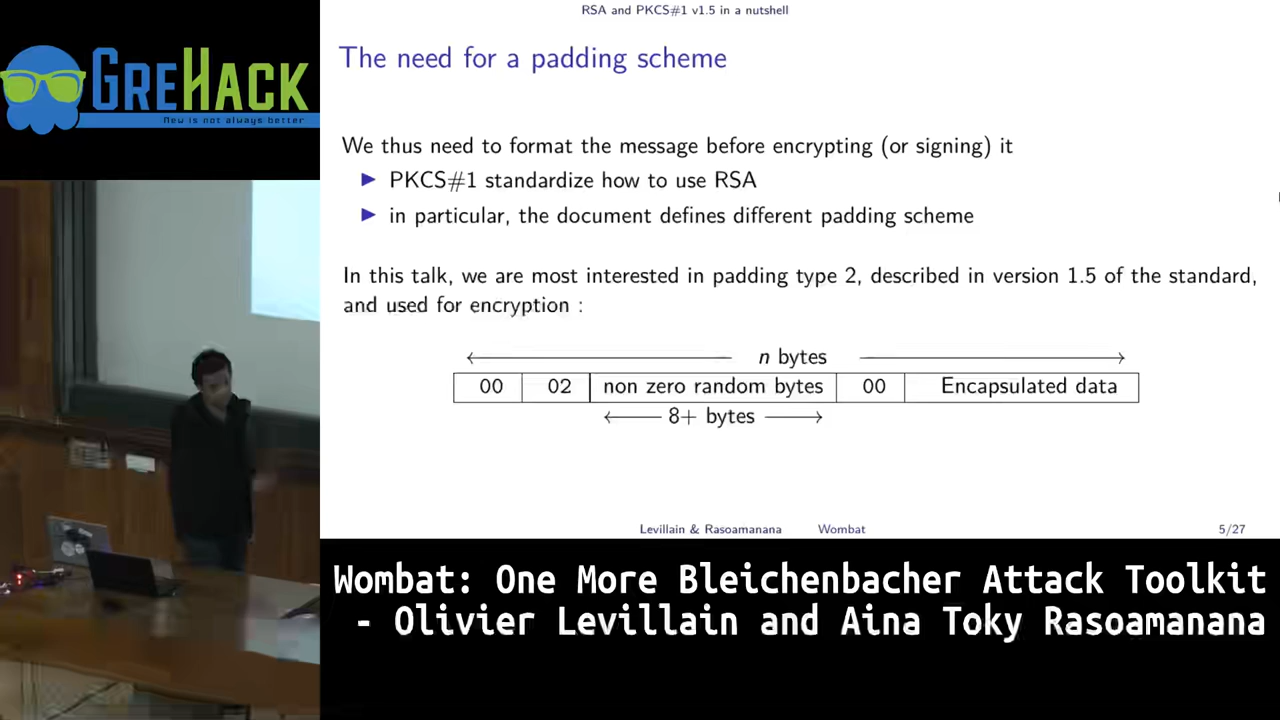 RSA and PKCS#1 v1.5 in a nutshell
GREHACK
New is not always better
The need for a padding scheme
We thus need to format the message before encrypting (or signing) it
▶ PKCS#1 standardize how to use RSA
▶ in particular, the document defines different padding scheme
In this talk, we are most interested in padding type 2, described in version 1.5 of the standard,
and used for encryption :
n bytes
00 02 non zero random bytes 00 Encapsulated data
8+ bytes
Levillain & Rasoamanana Wombat 5/27
Wombat: One More Bleichenbacher Attack Toolkit
- Olivier Levillain and Aina Toky Rasoamanana